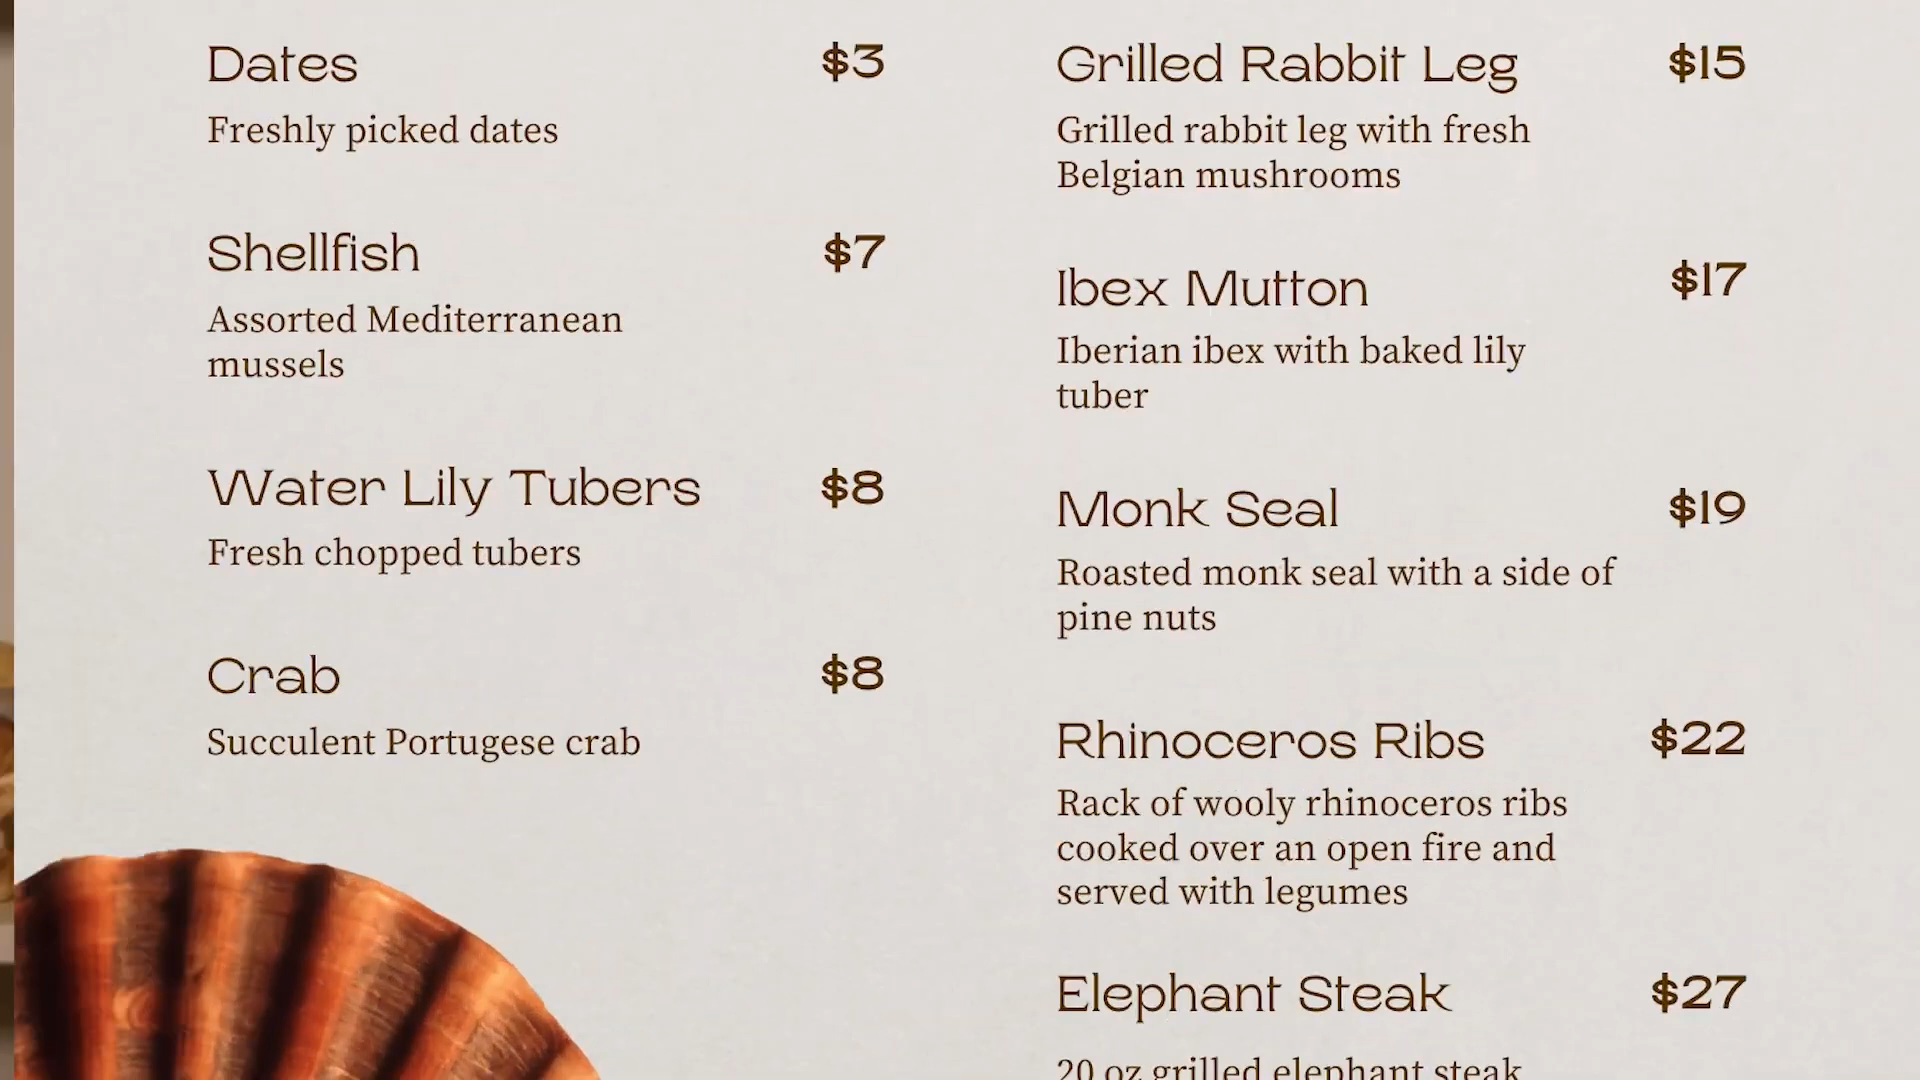 Dates $3
Freshly picked dates
Shellfish $7
Assorted Mediterranean
mussels
Water Lily Tubers $8
Fresh chopped tubers
Crab $8
Succulent Portugese crab
Grilled Rabbit Leg $15
Grilled rabbit leg with fresh
Belgian mushrooms
Ibex Mutton $17
Iberian ibex with baked lily
tuber
Monk Seal $19
Roasted monk seal with a side of
pine nuts
Rhinoceros Ribs $22
Rack of wooly rhinoceros ribs
cooked over an open fire and
served with legumes
Elephant Steak $27
20 oz grilled elephant steak